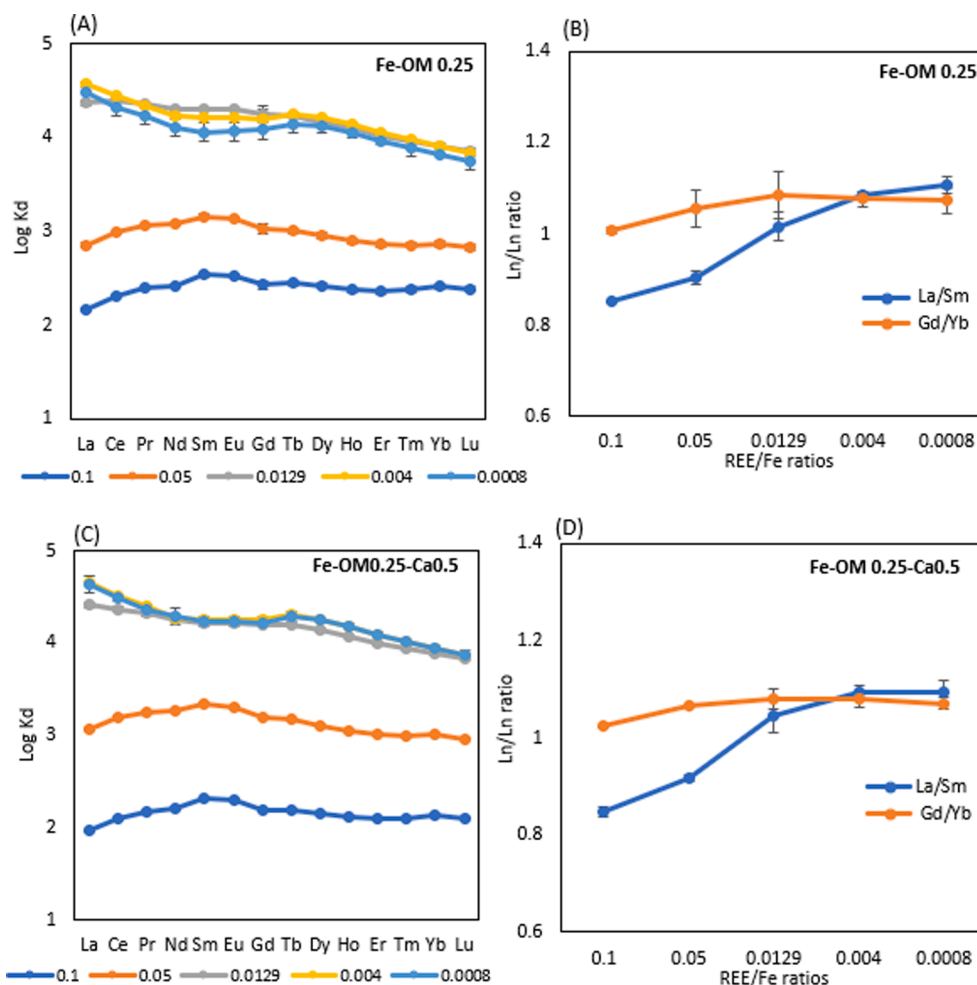 (A)
Fe-OM 0.25
5
4
3
2
1
Log Kd
La Ce Pr Nd Sm Eu Gd Tb Dy Ho Er Tm Yb Lu
0.1 0.05 0.0129 0.004 0.0008
(B)
Fe-OM 0.25
1.4
1.2
1
0.8
0.6
Ln/Ln ratio
La/Sm
Gd/Yb
0.1 0.05 0.0129 0.004 0.0008
REE/Fe ratios
(C)
Fe-OM0.25-Ca0.5
5
4
3
2
1
Log Kd
La Ce Pr Nd Sm Eu Gd Tb Dy Ho Er Tm Yb Lu
0.1 0.05 0.0129 0.004 0.0008
(D)
Fe-OM 0.25-Ca0.5
1.4
1.2
1
0.8
0.6
Ln/Ln ratio
La/Sm
Gd/Yb
0.1 0.05 0.0129 0.004 0.0008
REE/Fe ratios